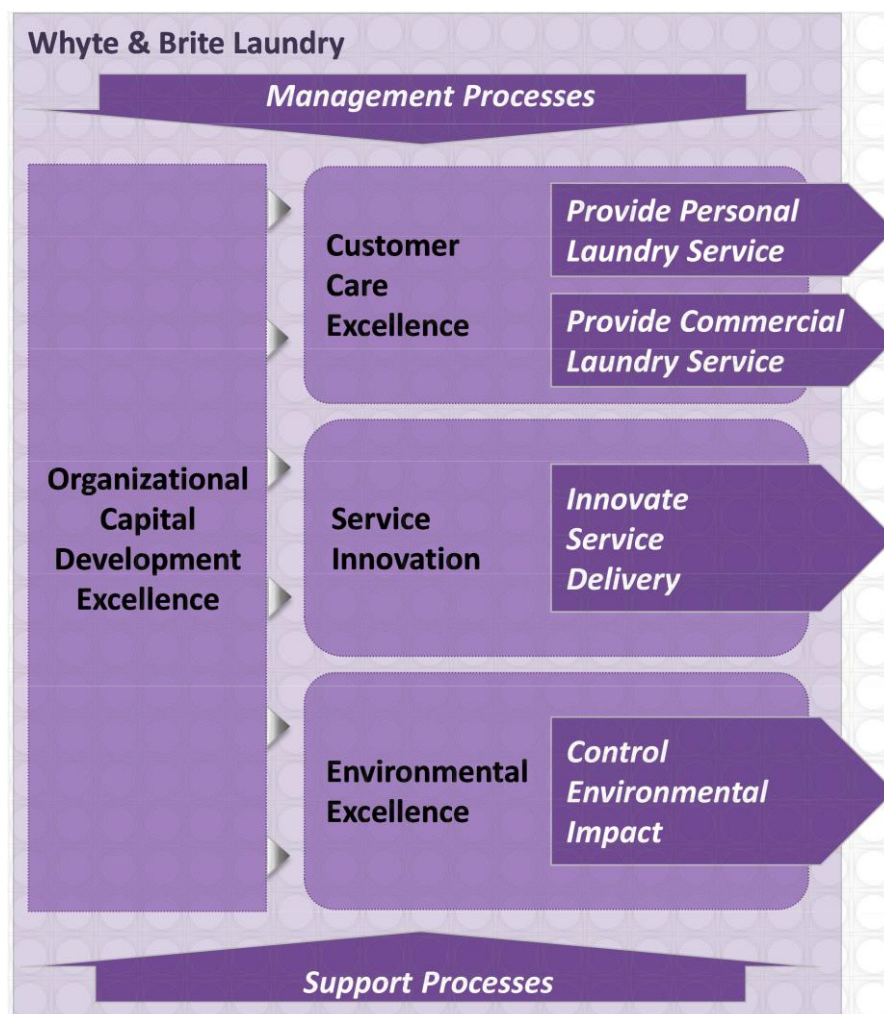 Whyte & Brite Laundry
Management Processes
Organizational
Capital
Development
Excellence
Customer
Care
Excellence
Provide Personal
Laundry Service
Provide Commercial
Laundry Service
Service
Innovation
Innovate
Service
Delivery
Environmental
Excellence
Control
Environmental
Impact
Support Processes